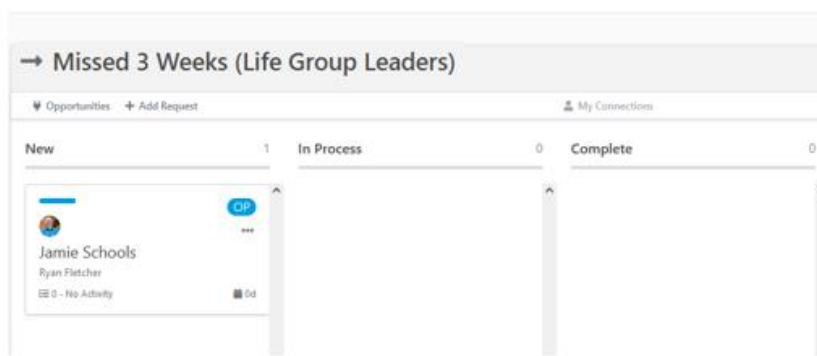 → Missed 3 Weeks (Life Group Leaders)
Opportunities + Add Request My Connections
New 1 In Process 0 Complete 0
OP
•••
Jamie Schools
Ryan Fletcher
0 - No Activity 0d